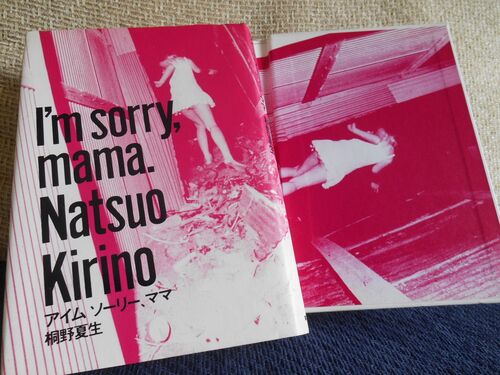 I'm sorry,
mama.
Natsuo
Kirino
アイム ソーリー、ママ
桐野夏生